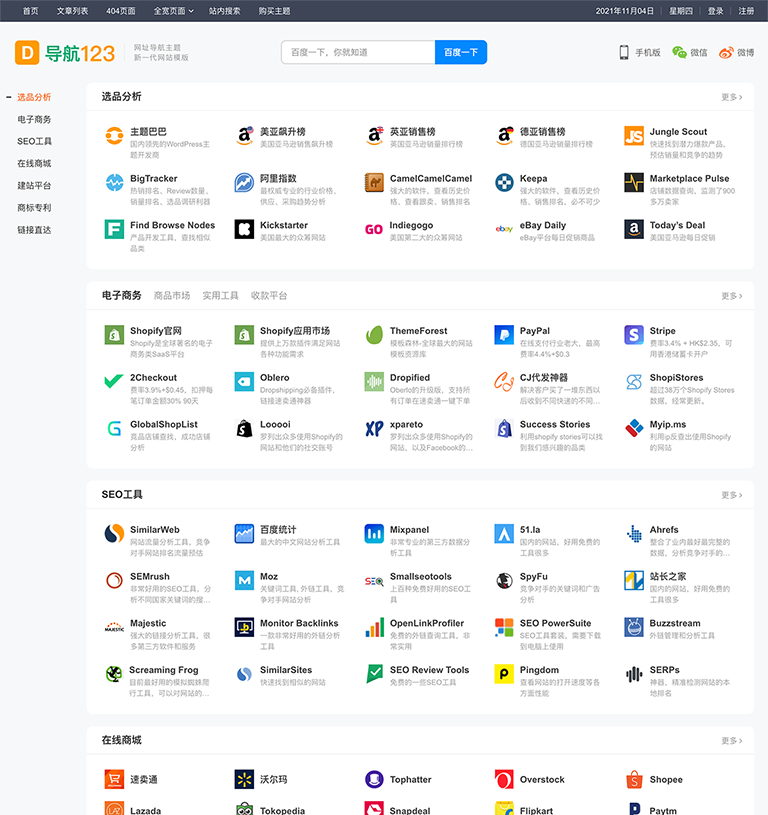 首页 文章列表 404页面 全宽页面 站内搜索 购买主题 2021年11月04日 星期四 登录 注册
D 导航123 网址导航主题
新一代网站模版
百度一下，你就知道 百度一下 手机版 微信 微博
选品分析
电子商务
SEO工具
在线商城
建站平台
商标专利
链接直达
选品分析 更多
主题巴巴
国内领先的WordPress主
题开发商
美亚飙升榜
美国亚马逊销售飙升榜
英亚销售榜
英国亚马逊销量排行榜
德亚销售榜
德国亚马逊销量排行榜
Jungle Scout
快速找到潜力爆款产品，
预估销量和竞争的趋势
BigTracker
热销排名、Review数量、
销量排名、选品调研利器
阿里指数
最权威专业的行业价格、
供应、采购趋势分析
CamelCamelCamel
强大的软件，查看历史价
格、查看跟卖、销售排名
Keepa
强大的软件，查看历史价
格、销售排名、必不可少
Marketplace Pulse
店铺数据查询，监测了900
多万卖家
Find Browse Nodes
产品开发工具，查找相似
品类
Kickstarter
美国最大的众筹网站
Indiegogo
美国第二大的众筹网站
eBay Daily
eBay平台每日促销商品
Today's Deal
美国亚马逊每日促销
电子商务 商品市场 实用工具 收款平台 更多
Shopify官网
Shopify是全球著名的电子
商务类SaaS平台
Shopify应用市场
提供上万款插件满足网站
各种功能需求
ThemeForest
模板森林-全球最大的网站
模板资源库
PayPal
在线支付行业老大，最高
费率4.4%+$0.3
Stripe
费率3.4% + HK$2.35，可
用香港储蓄卡开户
2Checkout
费率3.9%+$0.45，扣押每
笔订单金额30% 90天
Oblero
Dropshipping必备插件，
链接速卖通神器
Dropified
Oberlo的升级版，支持所
有订单在速卖通一键下单
CJ代发神器
解决客户买了一堆东西以
后收到不同快递的不同...
ShopiStores
超过38万个Shopify Stores
数据，经常更新。
GlobalShopList
竞品店铺查找，成功店铺
分析
Looooi
罗列出众多使用Shopify的
网站和他们的社交账号
xpareto
罗列出众多使用Shopify的
网站，以及Facebook的...
Success Stories
利用shopify stories可以找
到我们感兴趣的品类
Myip.ms
利用ip反查出使用Shopify
的网站
SEO工具 更多
SimilarWeb
网站流量分析工具，竞争
对手网站排名流量预估
百度统计
最大的中文网站分析工具
Mixpanel
非常专业的第三方数据分
析工具
51.la
国内的网站，好用免费的
工具很多
Ahrefs
整合了业内最好最完整的
数据，分析竞争对手的...
SEMrush
非常好用的SEO工具，分
析不同国家关键词的搜...
Moz
关键词工具, 外链工具，竞
争对手网站分析
Smallseotools
上百种免费好用的SEO工
具
SpyFu
竞争对手的关键词和广告
分析
站长之家
国内的网站，好用免费的
工具很多
Majestic
强大的链接分析工具，很
多第三方软件和服务
Monitor Backlinks
一款非常好用的外链分析
工具
OpenLinkProfiler
免费的外链查询工具，非
常实用
SEO PowerSuite
SEO工具套装，需要下载
到电脑上使用
Buzzstream
外链管理和分析工具
Screaming Frog
目前最好用的模拟蜘蛛爬
行工具，可以对网站的...
SimilarSites
快速找到相似的网站
SEO Review Tools
免费的一些SEO工具
Pingdom
查看网站的打开速度等各
方面性能
SERPs
神器，精准检测网站的本
地排名
在线商城 更多
速卖通 沃尔玛 Tophatter Overstock Shopee
Lazada Tokopedia Snapdeal Flipkart Paytm